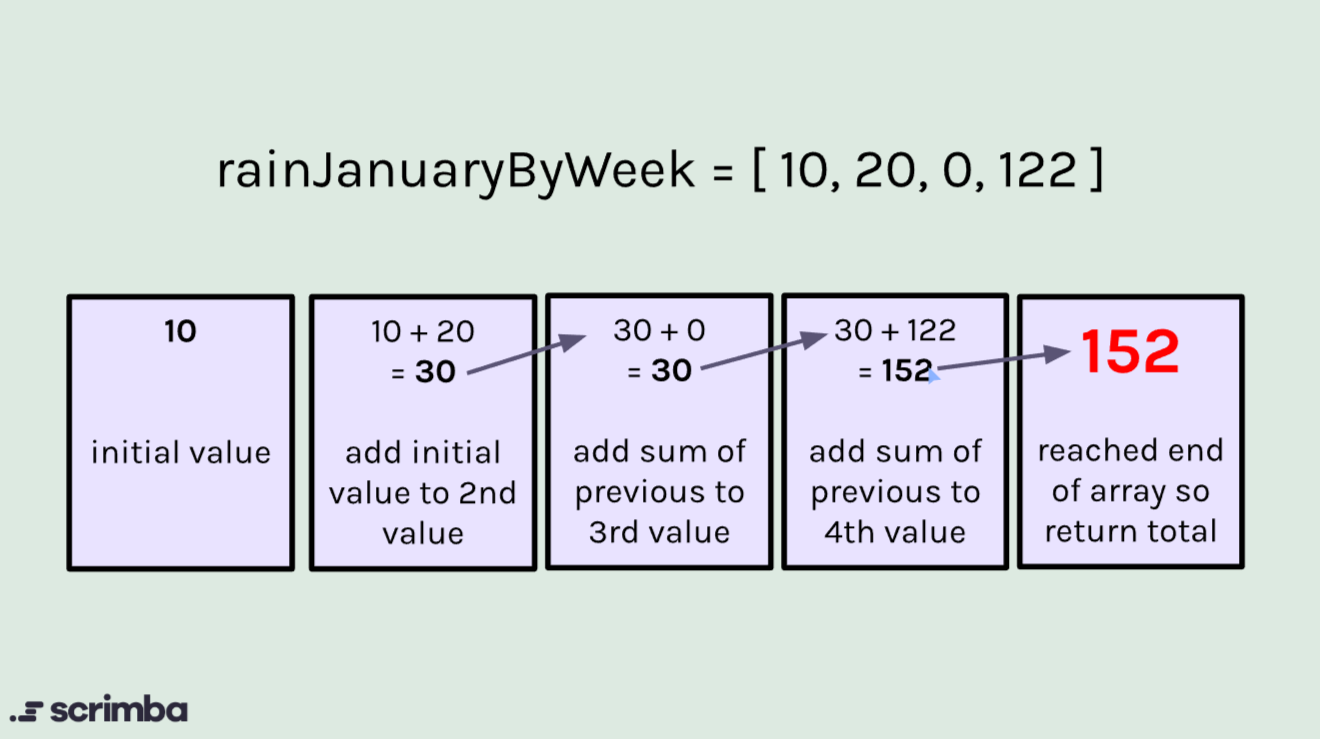 rainJanuaryByWeek = [ 10, 20, 0, 122 ]
10
initial value
10 + 20
= 30
add initial
value to 2nd
value
30 + 0
= 30
add sum of
previous to
3rd value
30 + 122
= 152
add sum of
previous to
4th value
152
reached end
of array so
return total
scrimba